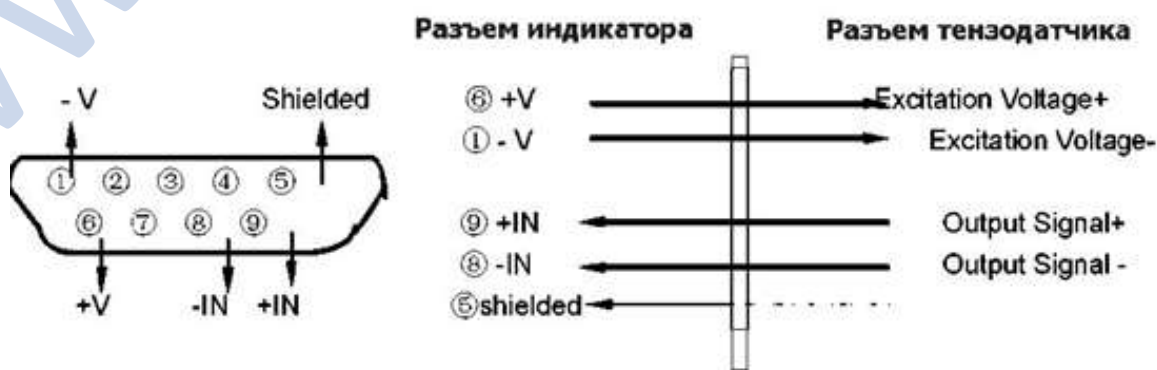 Разъем индикатора Разъем тензодатчика
- V Shielded
① ② ③ ④ ⑤
⑥ ⑦ ⑧ ⑨
+V -IN +IN
⑥ +V Excitation Voltage+
① - V Excitation Voltage-
⑨ +IN Output Signal+
⑧ -IN Output Signal -
⑤shielded